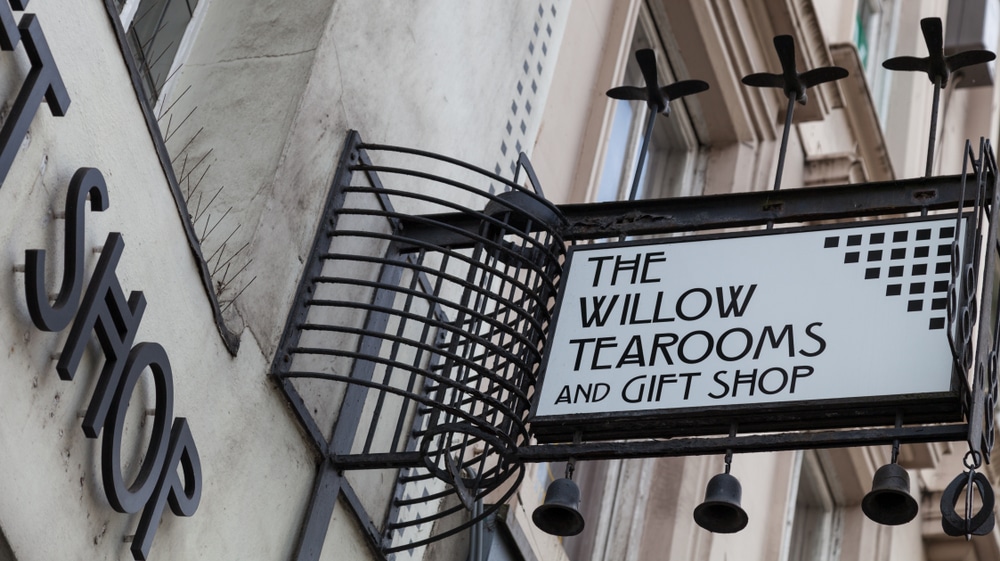 T SHOP
THE
WILLOW
TEAROOMS
AND GIFT SHOP